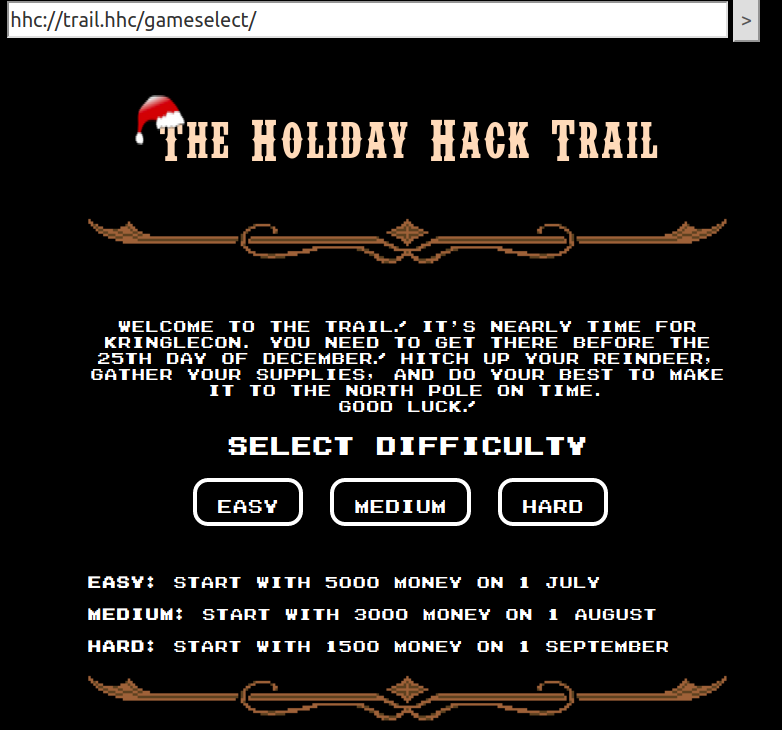 hhc://trail.hhc/gameselect/
>
The Holiday Hack Trail
WELCOME TO THE TRAIL! IT'S NEARLY TIME FOR
KRINGLECON. YOU NEED TO GET THERE BEFORE THE
25TH DAY OF DECEMBER! HITCH UP YOUR REINDEER,
GATHER YOUR SUPPLIES, AND DO YOUR BEST TO MAKE
IT TO THE NORTH POLE ON TIME.
GOOD LUCK!
SELECT DIFFICULTY
EASY MEDIUM HARD
EASY: START WITH 5000 MONEY ON 1 JULY
MEDIUM: START WITH 3000 MONEY ON 1 AUGUST
HARD: START WITH 1500 MONEY ON 1 SEPTEMBER